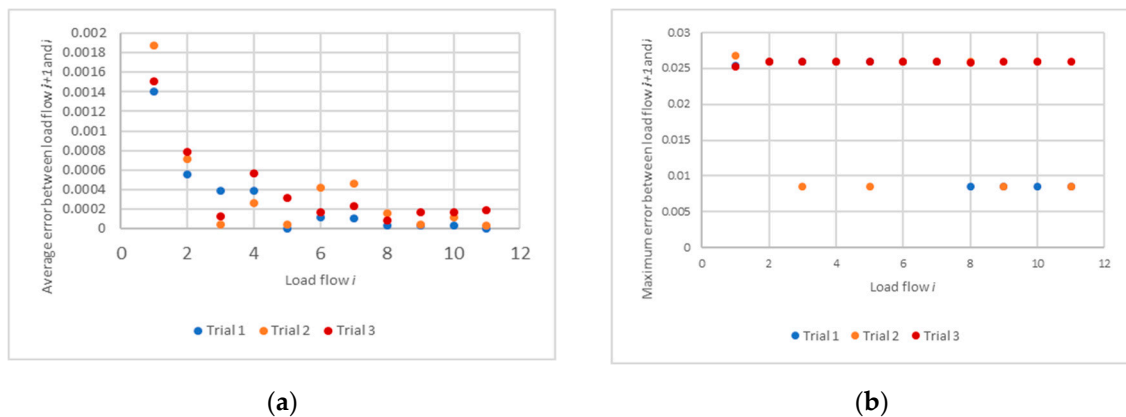 Average error between load flow i+1 and i
0.002
0.0018
0.0016
0.0014
0.0012
0.001
0.0008
0.0006
0.0004
0.0002
0
0 2 4 6 8 10 12
Load flow i
Trial 1 Trial 2 Trial 3
(a)
Maximum error between load flow i+1 and i
0.03
0.025
0.02
0.015
0.01
0.005
0
0 2 4 6 8 10 12
Load flow i
Trial 1 Trial 2 Trial 3
(b)